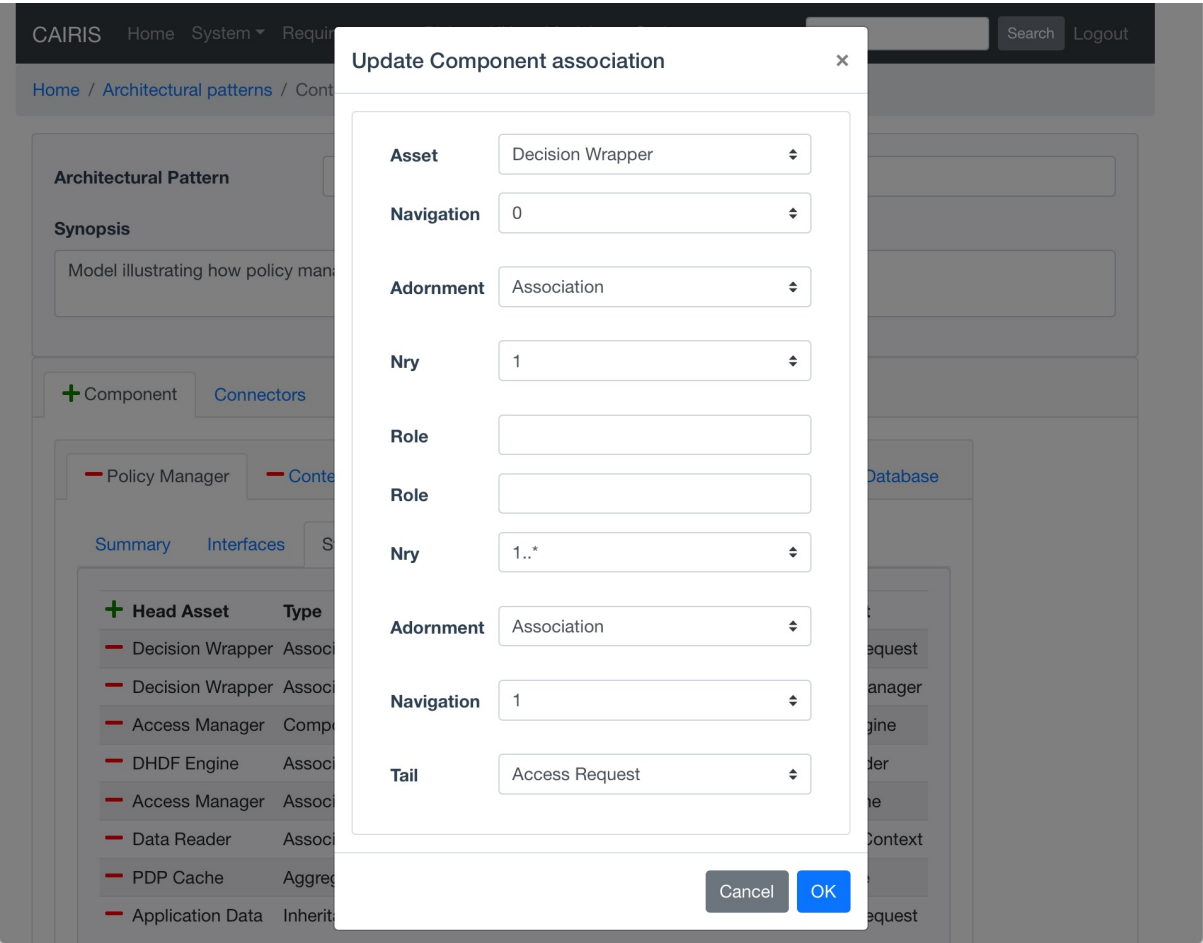 CAIRIS Home System Requir Search Logout
Update Component association ×
Home / Architectural patterns / Cont
Asset Decision Wrapper
Architectural Pattern
Navigation 0
Synopsis
Model illustrating how policy mana
Adornment Association
Nry 1
Component Connectors
Role
Policy Manager Conte Database
Role
Summary Interfaces S
Nry 1..*
Head Asset Type
Adornment Association
Decision Wrapper Associ equest
Decision Wrapper Associ anager
Navigation 1
Access Manager Compo gine
DHDF Engine Associ der
Tail Access Request
Access Manager Associ ne
Data Reader Associ Context
PDP Cache Aggreg
Cancel OK
Application Data Inherita equest